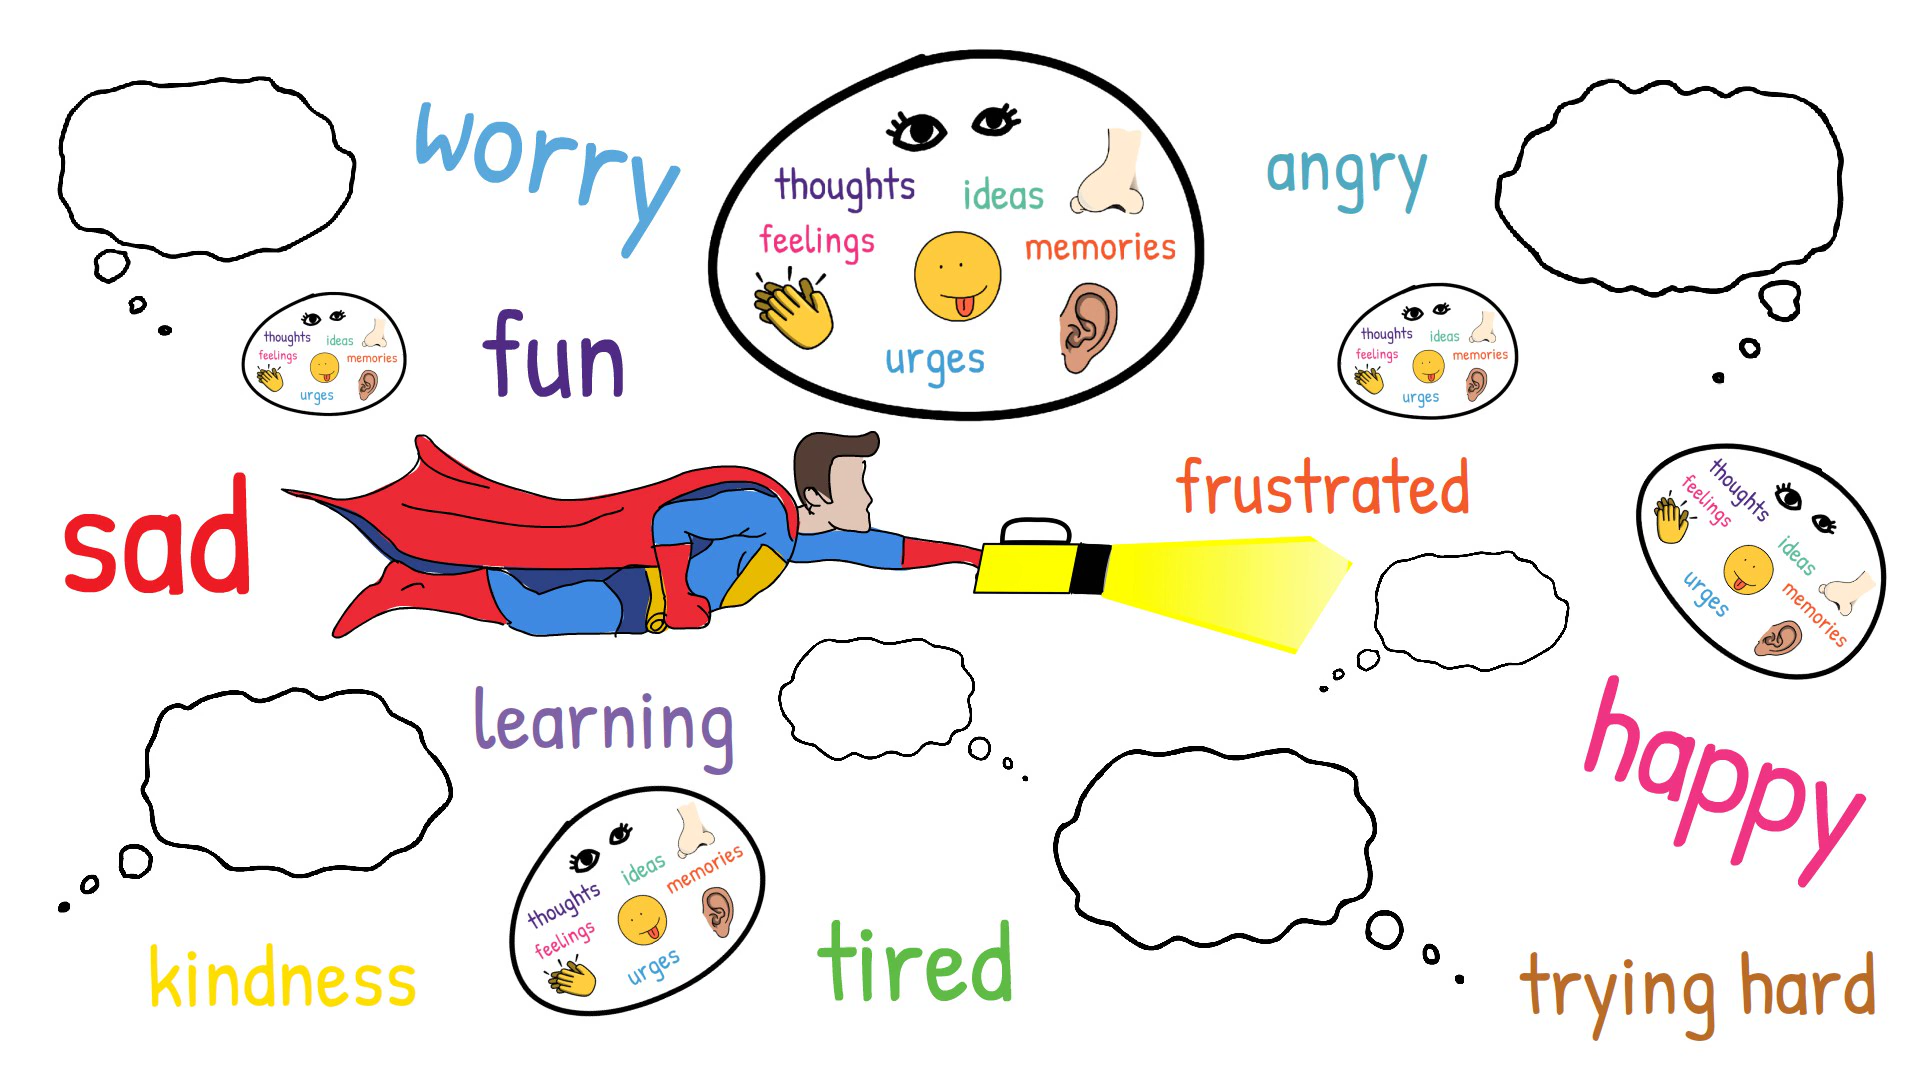 worry
thoughts
ideas
feelings
memories
urges
angry
thoughts
ideas
feelings
memories
urges
fun
thoughts
ideas
feelings
memories
urges
sad
frustrated
thoughts
feelings
ideas
memories
urges
learning
happy
ideas
memories
thoughts
feelings
urges
kindness
tired
trying hard